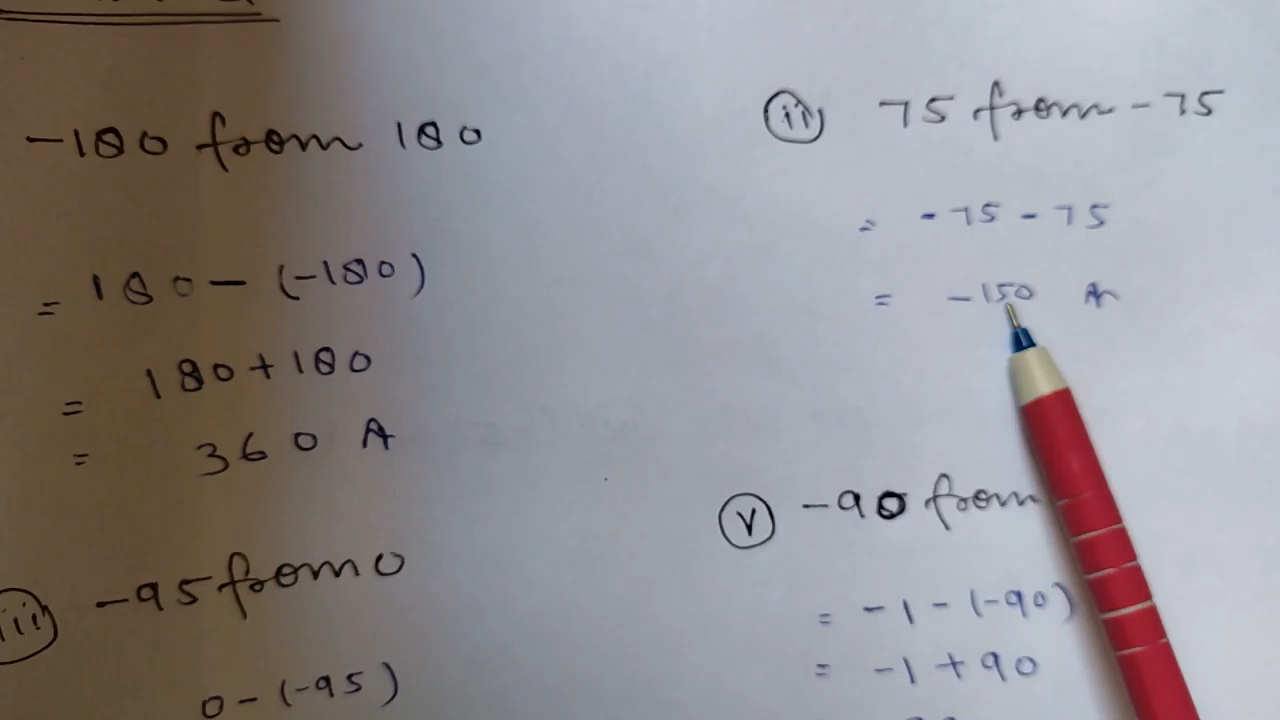 -180 from 180
= 180 - (-180)
= 180 + 180
= 360 A
(iii) -95 from 0
0 - (-95)
(ii) 75 from -75
= -75 - 75
= -150 A
(v) -90 from
= -1 - (-90)
= -1 + 90